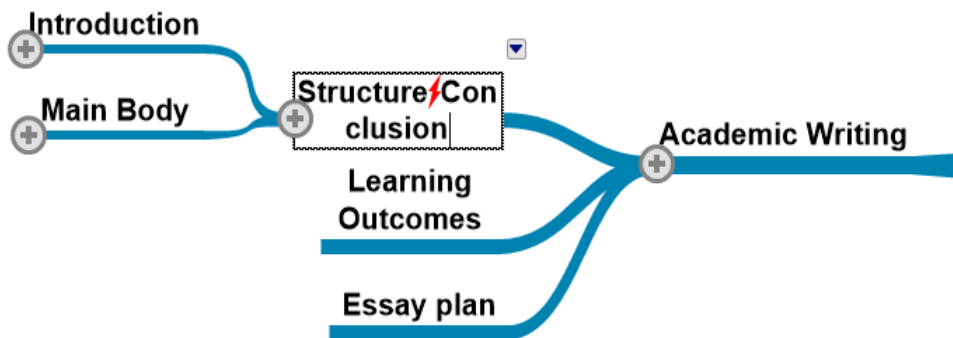 Introduction
Main Body
Structure⚡Con
clusion
Academic Writing
Learning
Outcomes
Essay plan